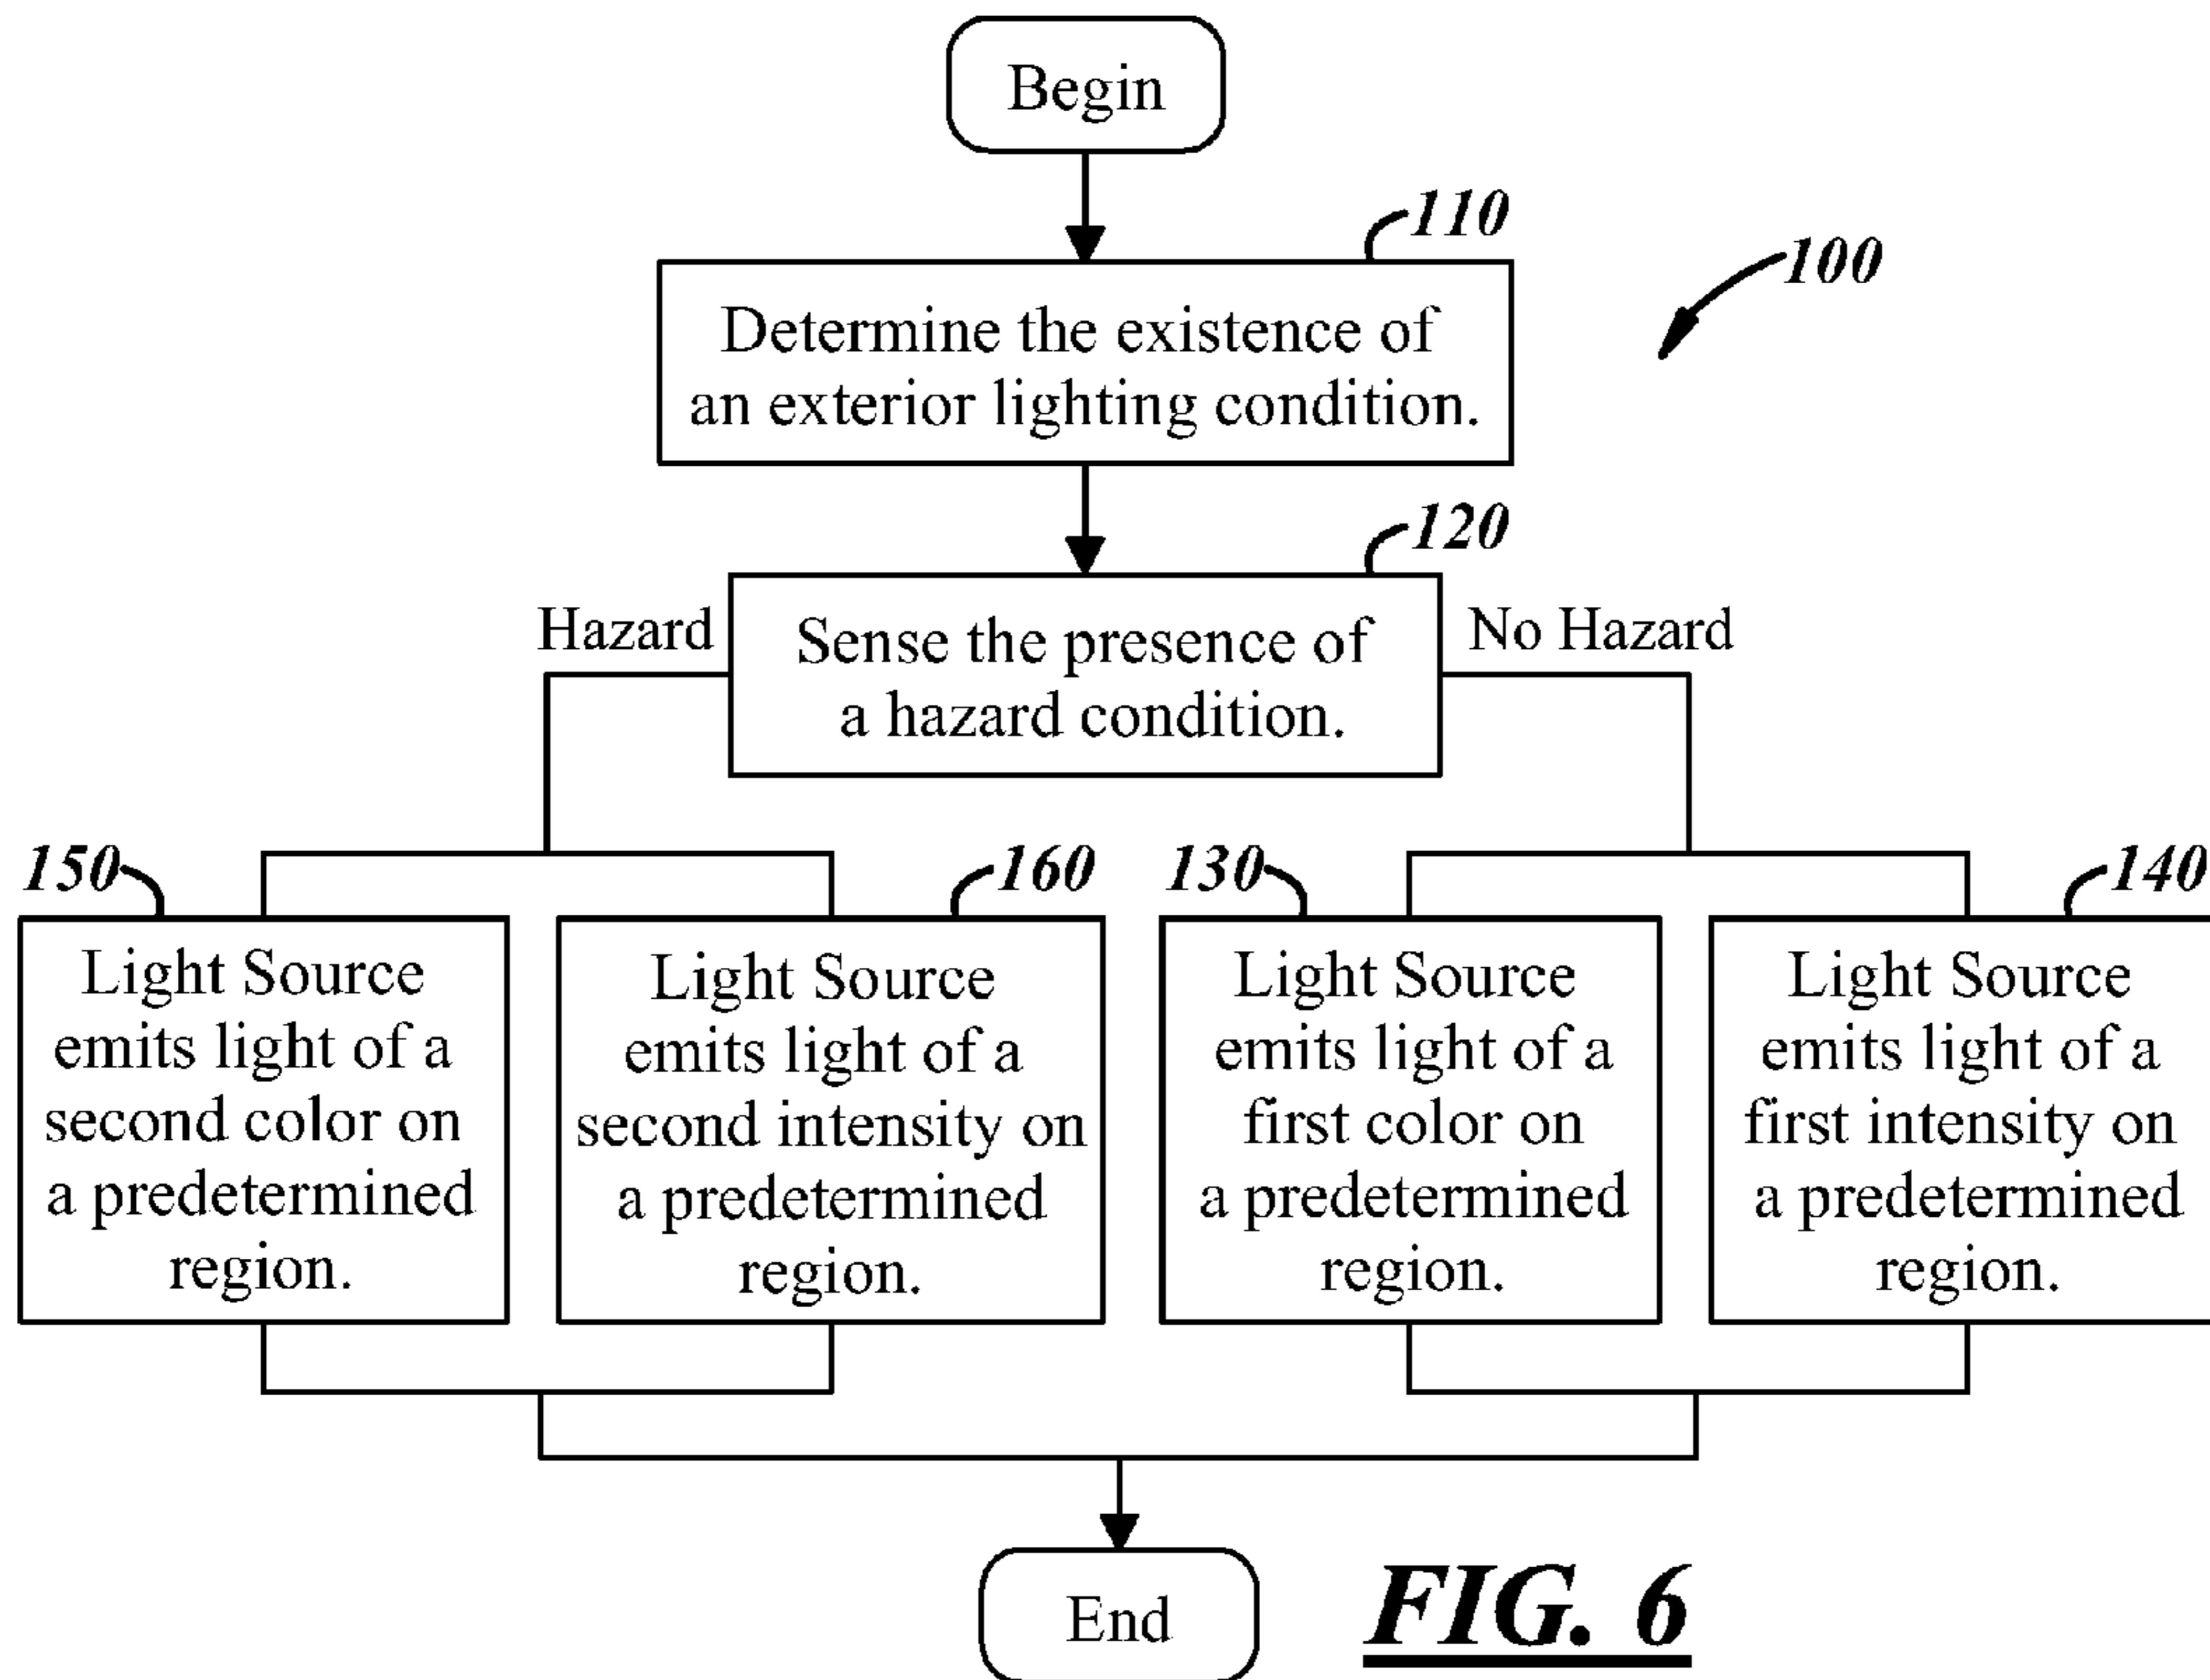 Begin
110
100
Determine the existence of
an exterior lighting condition.
120
Hazard
No Hazard
Sense the presence of
a hazard condition.
150
160
130
140
Light Source
emits light of a
second color on
a predetermined
region.
Light Source
emits light of a
second intensity on
a predetermined
region.
Light Source
emits light of a
first color on
a predetermined
region.
Light Source
emits light of a
first intensity on
a predetermined
region.
End
FIG. 6